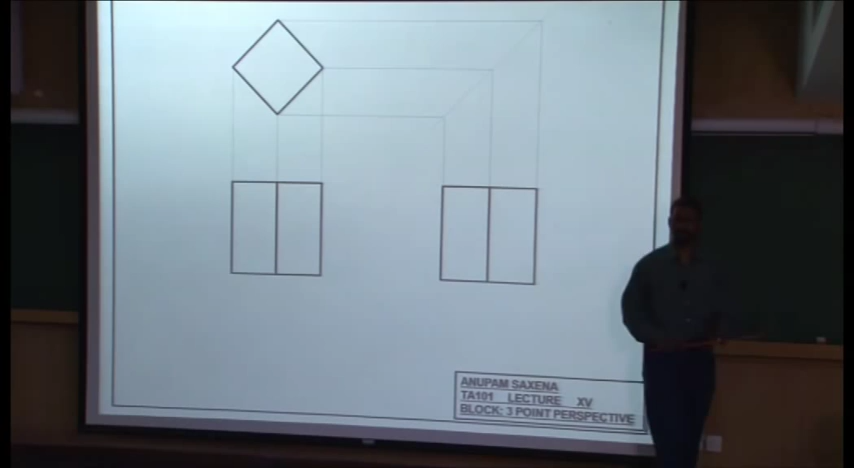 ANUPAM SAXENA
TA101 LECTURE XV
BLOCK: 3 POINT PERSPECTIVE